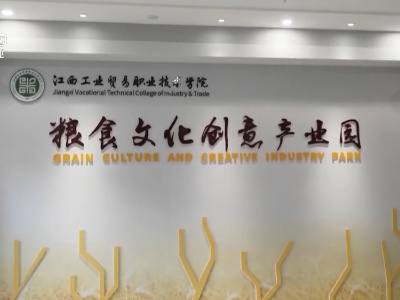 江西工业贸易职业技术学院
Jiangxi Vocational Technical College of Industry & Trade
粮食文化创意产业园
GRAIN CULTURE AND CREATIVE INDUSTRY PARK